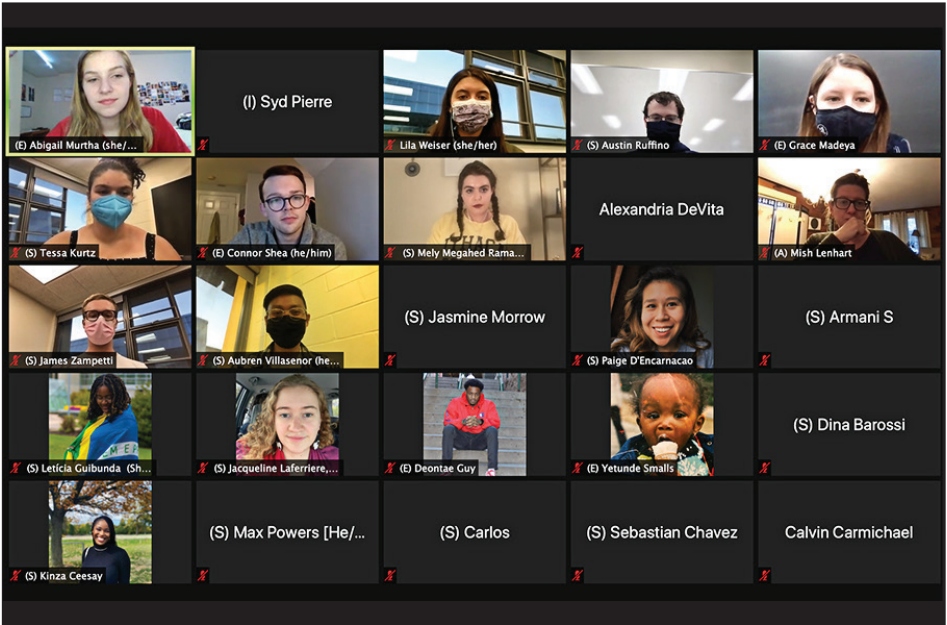 (E) Abigail Murtha (she/...
(I) Syd Pierre
Lila Weiser (she/her)
(S) Austin Ruffino
(E) Grace Madeya
(S) Tessa Kurtz
(E) Connor Shea (he/him)
(S) Mely Megahed Rama...
Alexandria DeVita
(A) Mish Lenhart
(S) James Zampetti
(S) Aubren Villasenor (he...
(S) Jasmine Morrow
(S) Paige D'Encarnacao
(S) Armani S
(S) Letícia Guibunda (Sh...
(S) Jacqueline Laferriere,...
(E) Deontae Guy
(E) Yetunde Smalls
(S) Dina Barossi
(S) Kinza Ceesay
(S) Max Powers [He/...
(S) Carlos
(S) Sebastian Chavez
Calvin Carmichael